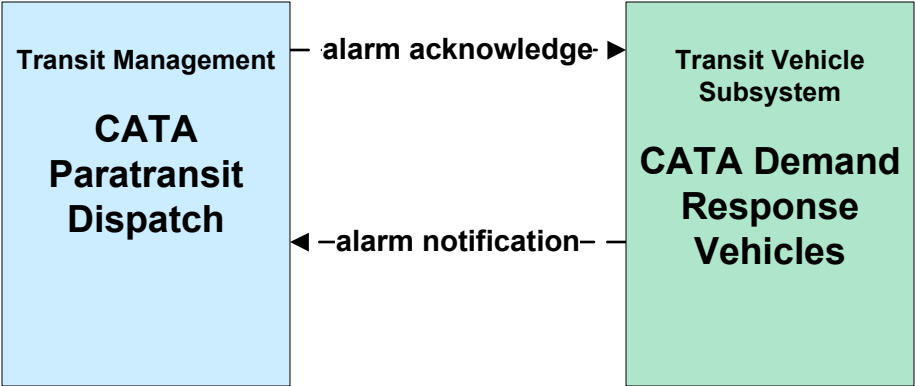 Transit Management
CATA
Paratransit
Dispatch
alarm acknowledge
alarm notification
Transit Vehicle
Subsystem
CATA Demand
Response
Vehicles